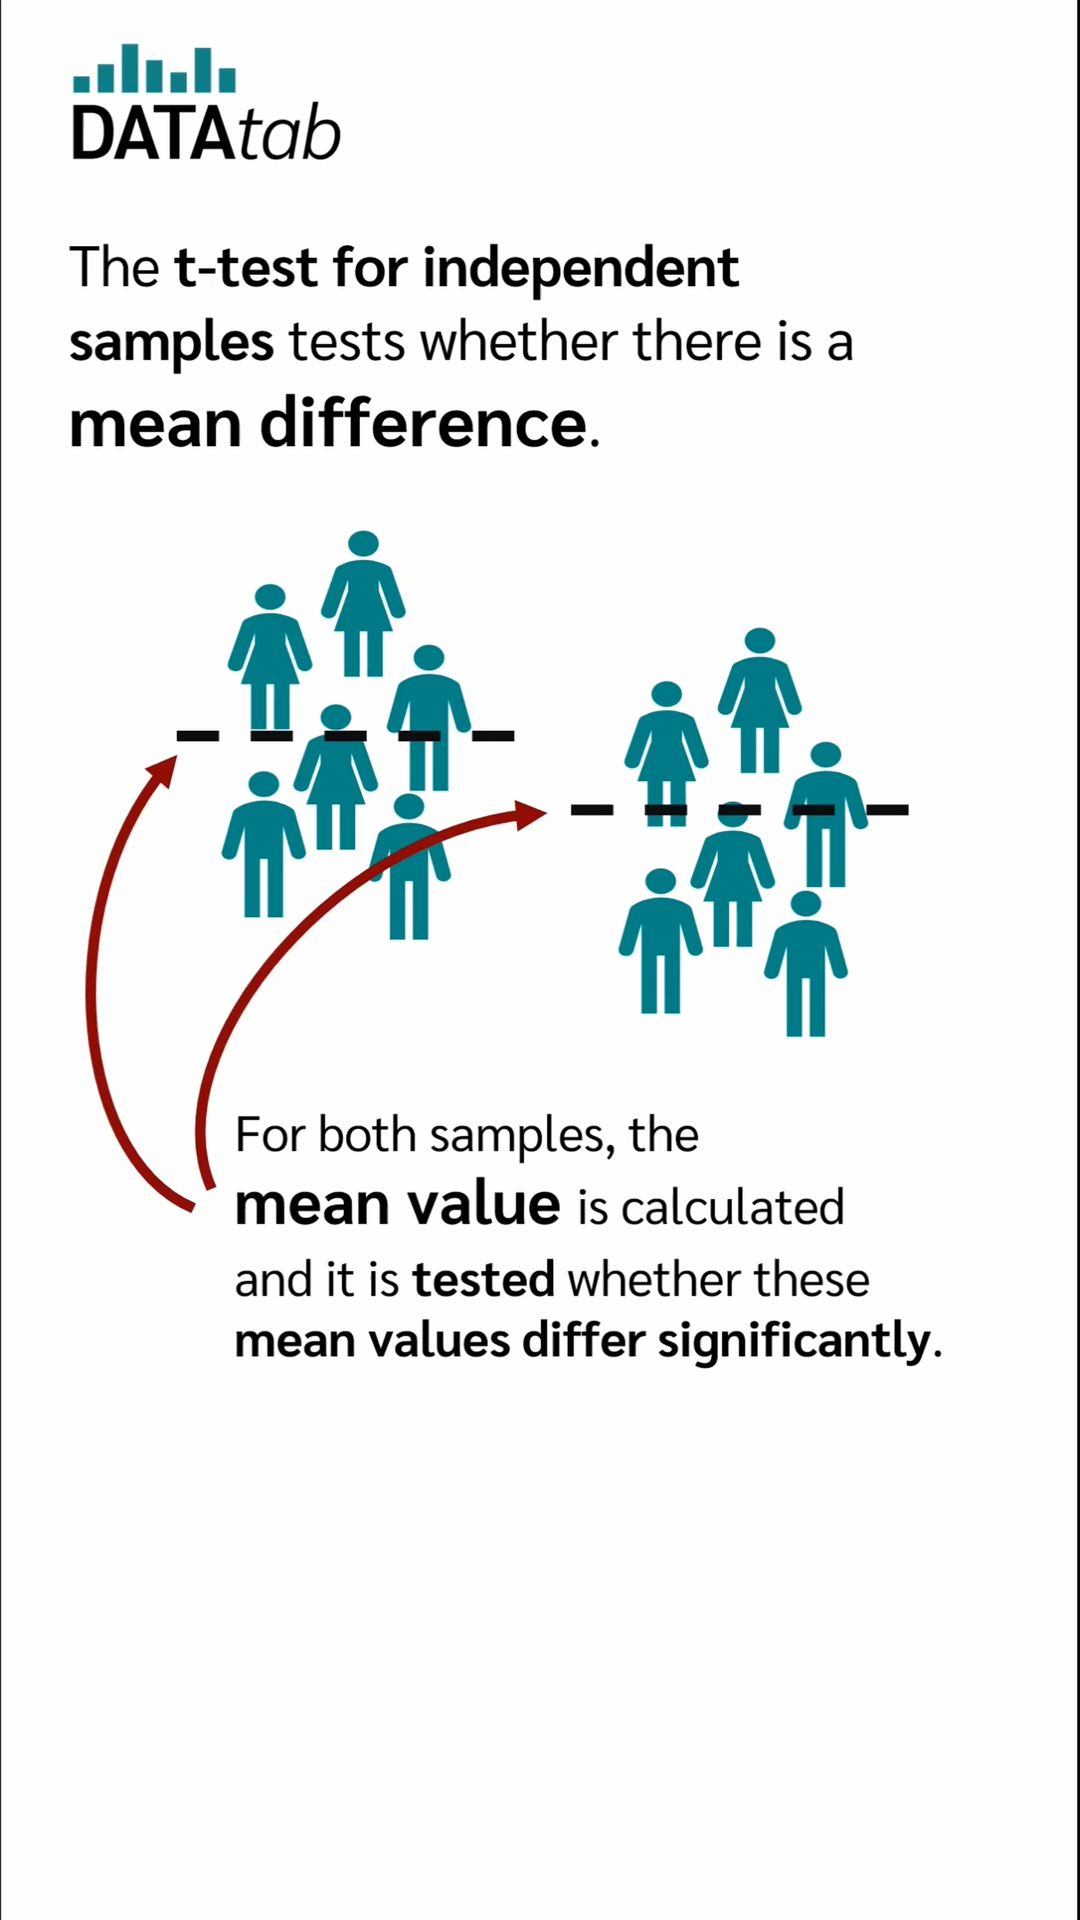 DATAtab
The t-test for independent
samples tests whether there is a
mean difference.
For both samples, the
mean value is calculated
and it is tested whether these
mean values differ significantly.